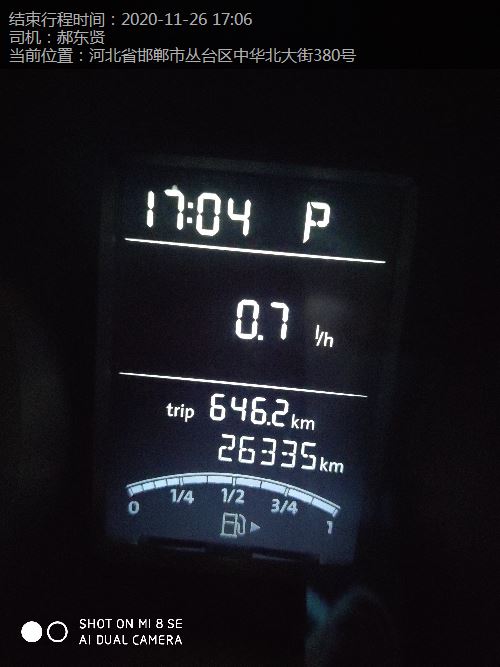 结束行程时间：2020-11-26 17:06
司机：郝东贤
当前位置：河北省邯郸市丛台区中华北大街380号
17:04 P
0.7 l/h
trip 646.2 km
26335 km
0 1/4 1/2 3/4 1
SHOT ON MI 8 SE
AI DUAL CAMERA